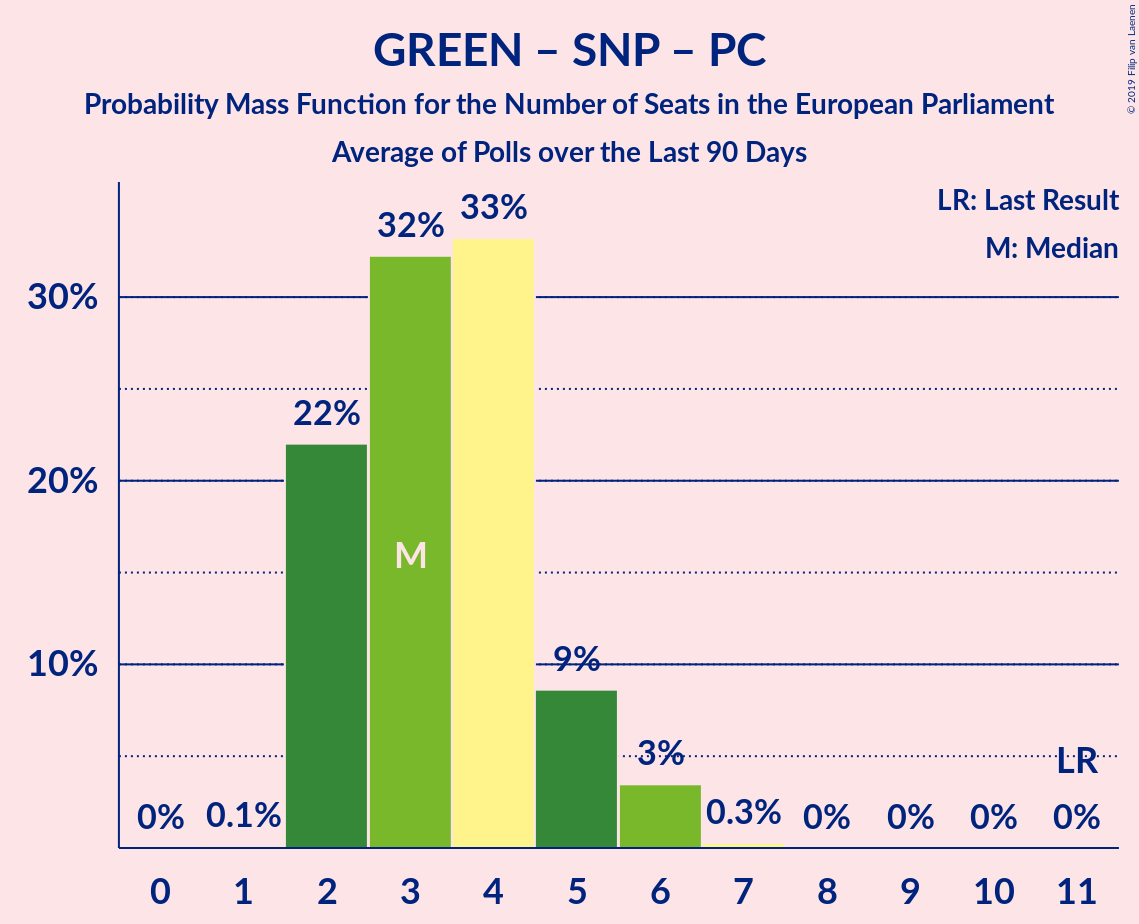 GREEN – SNP – PC
Probability Mass Function for the Number of Seats in the European Parliament
Average of Polls over the Last 90 Days
© 2019 Filip van Laenen
LR: Last Result
M: Median
33%
32%
30%
22%
20%
M
10%
9%
3%
LR
0% 0.1% 0.3% 0% 0% 0% 0%
0 1 2 3 4 5 6 7 8 9 10 11